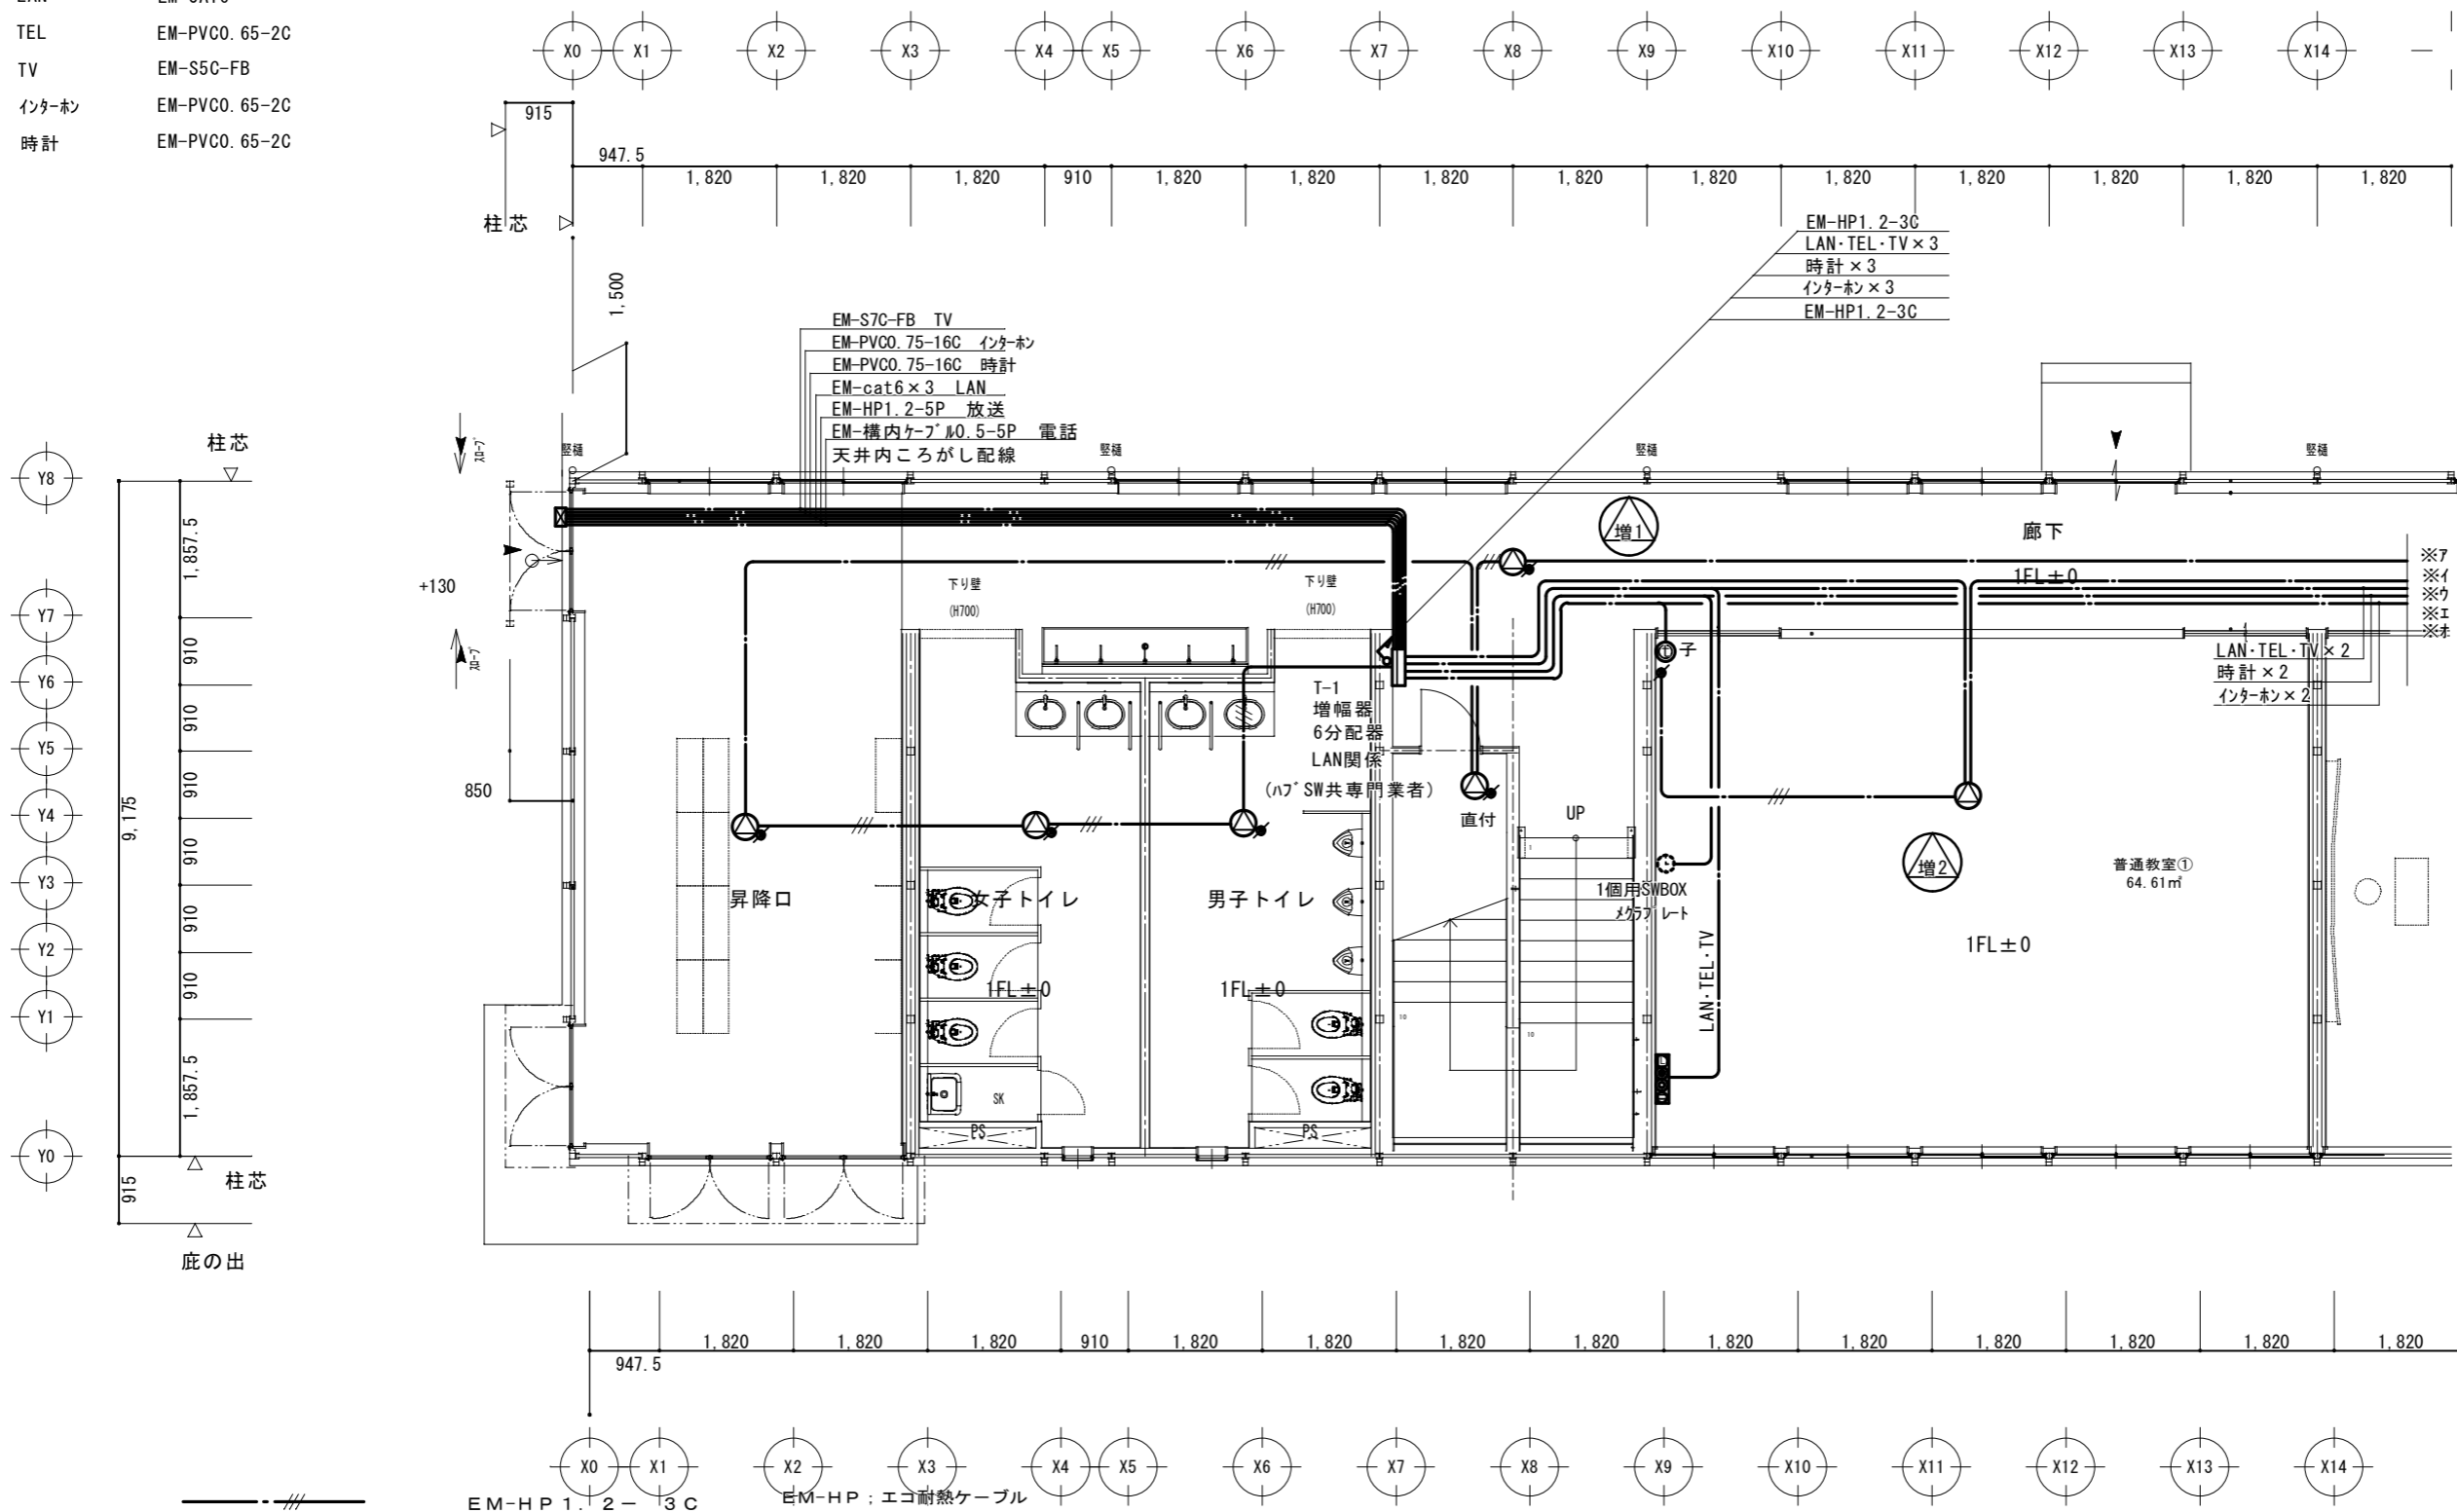 TEL EM-PVC0.65-2C
TV EM-S5C-FB
インターホン EM-PVC0.65-2C
時計 EM-PVC0.65-2C
X0 X1 X2 X3 X4 X5 X6 X7 X8 X9 X10 X11 X12 X13 X14
915
947.5
1,820 1,820 1,820 910 1,820 1,820 1,820 1,820 1,820 1,820 1,820 1,820 1,820 1,820
柱芯
1,500
EM-HP1.2-3C
LAN・TEL・TV×3
時計×3
インターホン×3
EM-HP1.2-3C
EM-S7C-FB TV
EM-PVC0.75-16C インターホン
EM-PVC0.75-16C 時計
EM-cat6×3 LAN
EM-HP1.2-5P 放送
EM-構内ケーブル0.5-5P 電話
天井内ころがし配線
柱芯
スロープ
竪樋 竪樋 竪樋 竪樋
Y8
Y7
Y6
Y5
Y4
Y3
Y2
Y1
Y0
1,857.5
910
910
910
910
910
910
1,857.5
9,175
915
柱芯
庇の出
+130
スロープ
850
増1
廊下
1FL±0
※ア
※イ
※ウ
※エ
※オ
下り壁
(H700)
下り壁
(H700)
子
LAN・TEL・TV×2
時計×2
インターホン×2
T-1
増幅器
6分配器
LAN関係
(ハブSW共専門業者)
直付
UP
1個用SWBOX
メクラプレート
LAN・TEL・TV
増2
普通教室①
64.61㎡
1FL±0
昇降口
女子トイレ
男子トイレ
1FL±0
1FL±0
SK
PS
PS
10
10
1
947.5
1,820 1,820 1,820 910 1,820 1,820 1,820 1,820 1,820 1,820 1,820 1,820 1,820 1,820
X0 X1 X2 X3 X4 X5 X6 X7 X8 X9 X10 X11 X12 X13 X14
EM-HP1.2-3C
EM-HP；エコ耐熱ケーブル